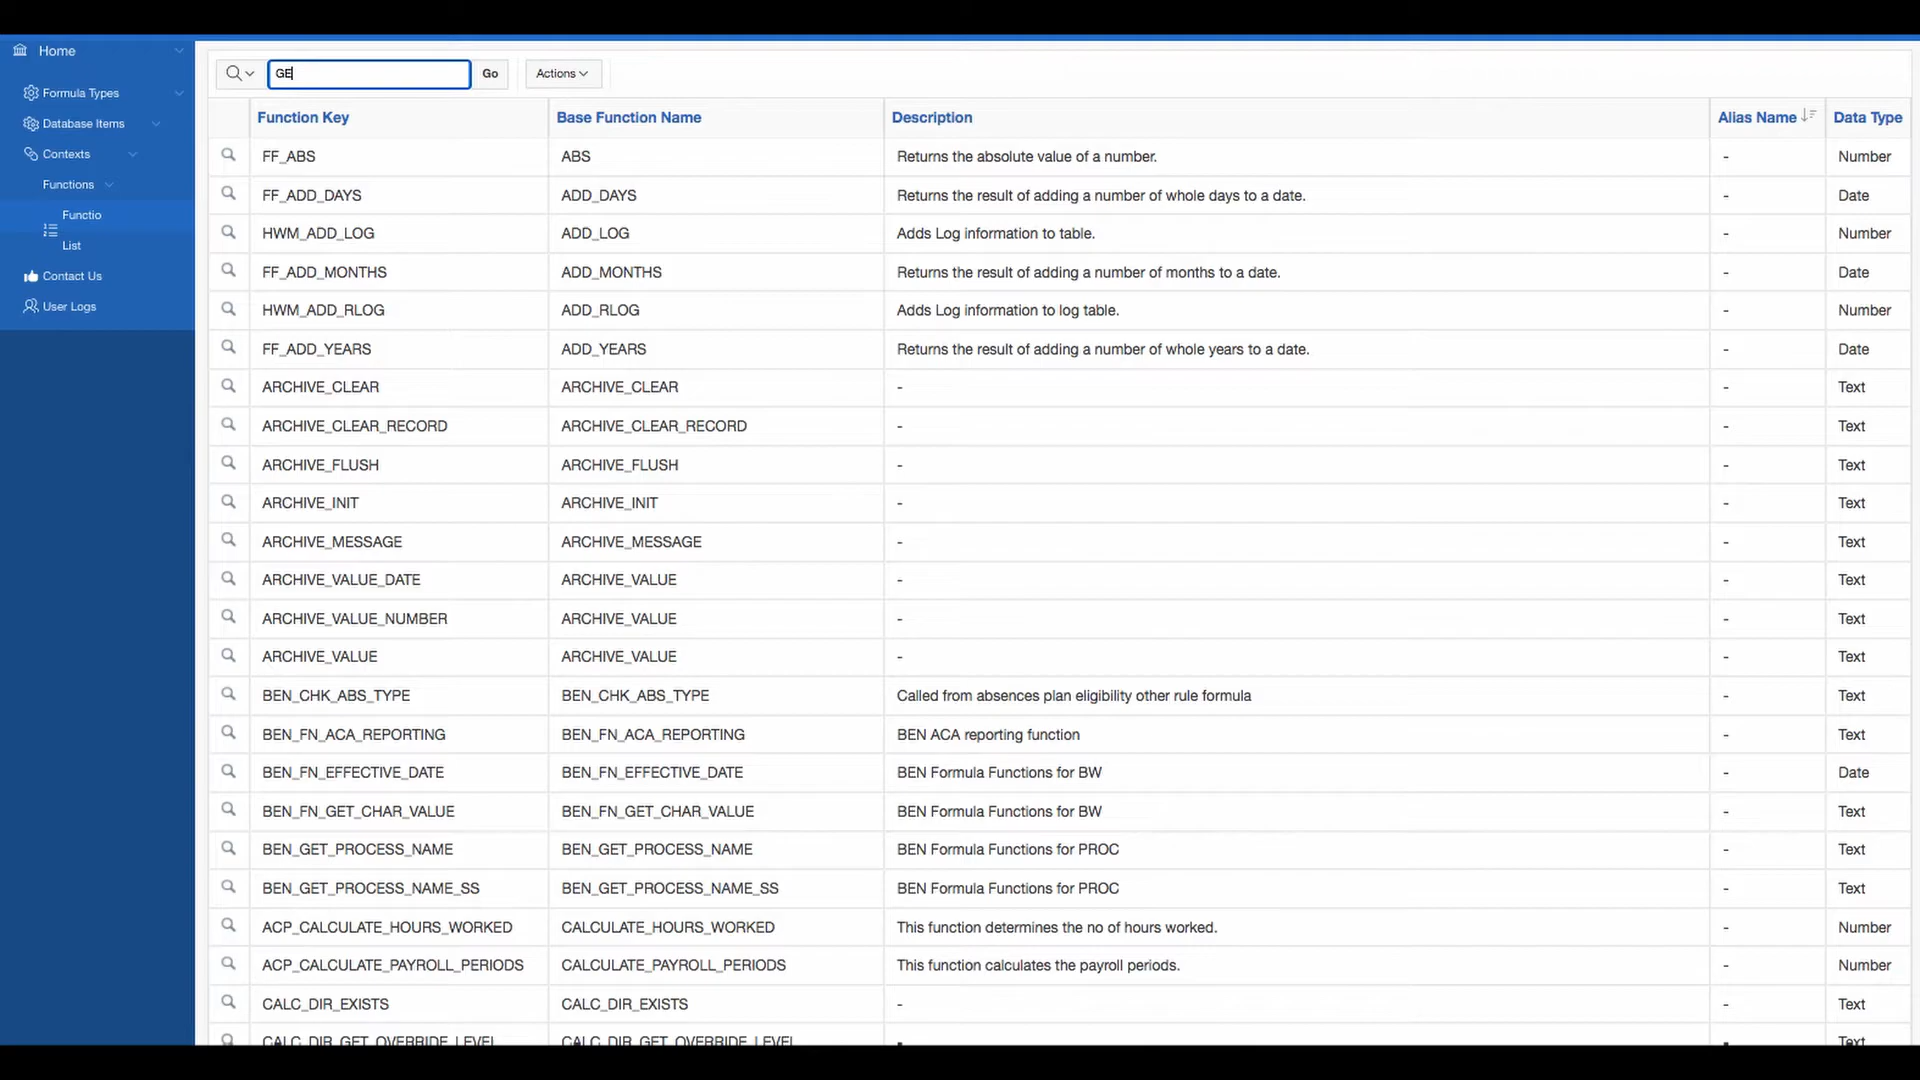 Home
Formula Types
Database Items
Contexts
Functions
Functio
List
Contact Us
User Logs
GE Go Actions
Function Key Base Function Name Description Alias Name Data Type
FF_ABS ABS Returns the absolute value of a number. - Number
FF_ADD_DAYS ADD_DAYS Returns the result of adding a number of whole days to a date. - Date
HWM_ADD_LOG ADD_LOG Adds Log information to table. - Number
FF_ADD_MONTHS ADD_MONTHS Returns the result of adding a number of months to a date. - Date
HWM_ADD_RLOG ADD_RLOG Adds Log information to log table. - Number
FF_ADD_YEARS ADD_YEARS Returns the result of adding a number of whole years to a date. - Date
ARCHIVE_CLEAR ARCHIVE_CLEAR - - Text
ARCHIVE_CLEAR_RECORD ARCHIVE_CLEAR_RECORD - - Text
ARCHIVE_FLUSH ARCHIVE_FLUSH - - Text
ARCHIVE_INIT ARCHIVE_INIT - - Text
ARCHIVE_MESSAGE ARCHIVE_MESSAGE - - Text
ARCHIVE_VALUE_DATE ARCHIVE_VALUE - - Text
ARCHIVE_VALUE_NUMBER ARCHIVE_VALUE - - Text
ARCHIVE_VALUE ARCHIVE_VALUE - - Text
BEN_CHK_ABS_TYPE BEN_CHK_ABS_TYPE Called from absences plan eligibility other rule formula - Text
BEN_FN_ACA_REPORTING BEN_FN_ACA_REPORTING BEN ACA reporting function - Text
BEN_FN_EFFECTIVE_DATE BEN_FN_EFFECTIVE_DATE BEN Formula Functions for BW - Date
BEN_FN_GET_CHAR_VALUE BEN_FN_GET_CHAR_VALUE BEN Formula Functions for BW - Text
BEN_GET_PROCESS_NAME BEN_GET_PROCESS_NAME BEN Formula Functions for PROC - Text
BEN_GET_PROCESS_NAME_SS BEN_GET_PROCESS_NAME_SS BEN Formula Functions for PROC - Text
ACP_CALCULATE_HOURS_WORKED CALCULATE_HOURS_WORKED This function determines the no of hours worked. - Number
ACP_CALCULATE_PAYROLL_PERIODS CALCULATE_PAYROLL_PERIODS This function calculates the payroll periods. - Number
CALC_DIR_EXISTS CALC_DIR_EXISTS - - Text
CALC_DIR_GET_OVERRIDE_LEVEL CALC_DIR_GET_OVERRIDE_LEVEL - - Text